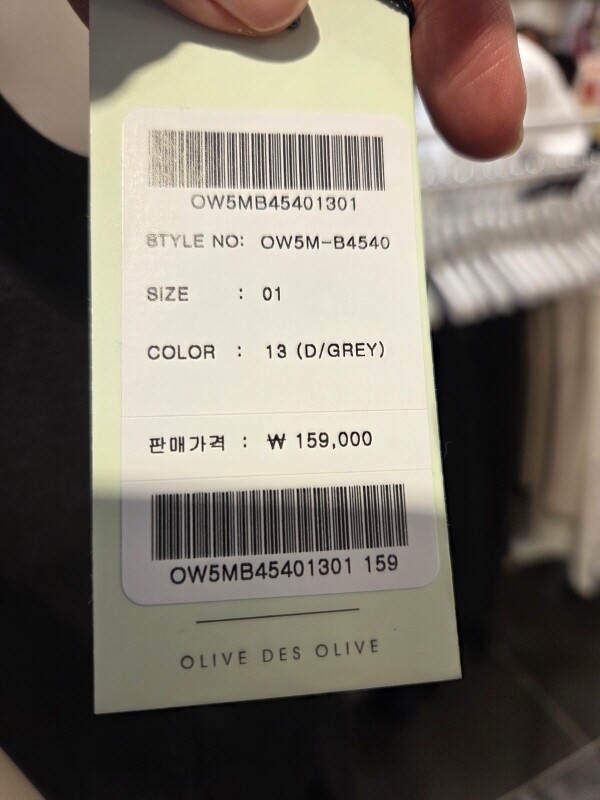 OW5MB45401301
STYLE NO: OW5M-B4540
SIZE : 01
COLOR : 13 (D/GREY)
판매가격 : ₩ 159,000
OW5MB45401301 159
OLIVE DES OLIVE